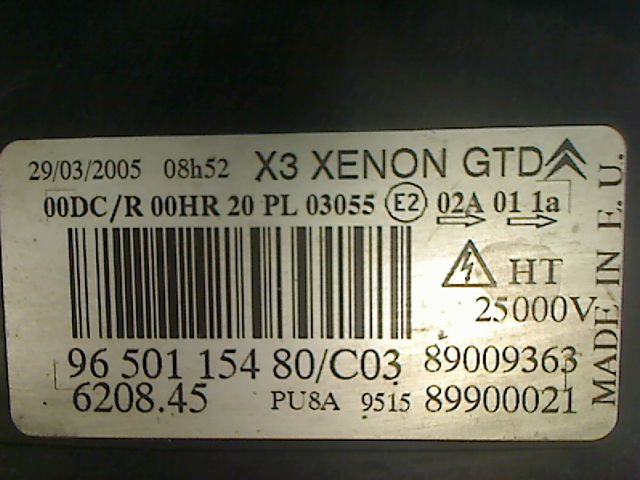 29/03/2005 08h52 X3 XENON GTD
00DC/R 00HR 20 PL 03055 E2 02A 01 1a
HT
25000V
96 501 154 80/C03 89009363
6208.45 PU8A 9515 89900021
MADE IN E.U.